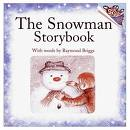 The Snowman
Storybook
With words by Raymond Briggs